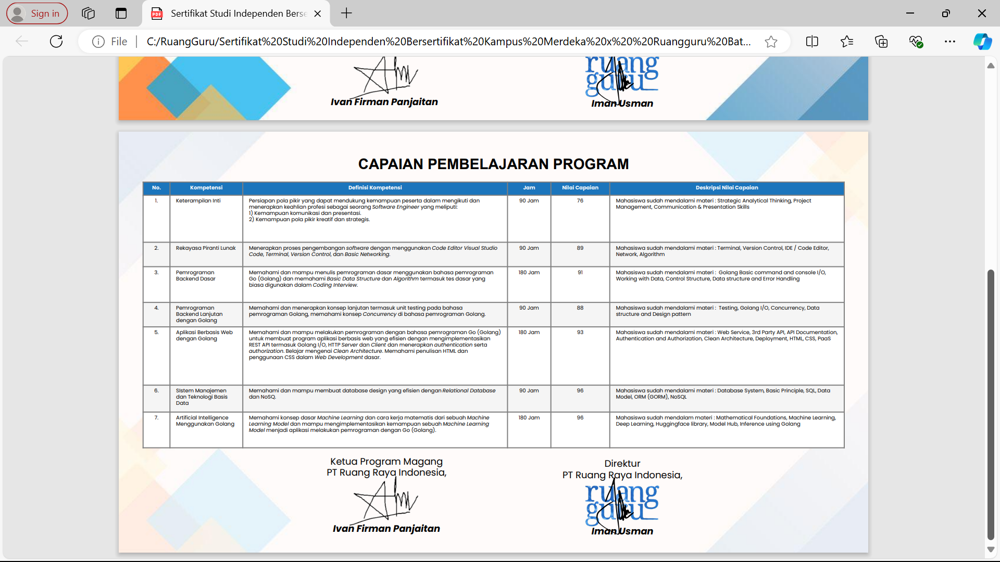 Sign in
PDF
Sertifikat Studi Independen Berse
File
C:/RuangGuru/Sertifikat%20Studi%20Independen%20Bersertifikat%20Kampus%20Merdeka%20x%20%20Ruangguru%20Bat...
ruang
guru
Ivan Firman Panjaitan
Iman Usman
CAPAIAN PEMBELAJARAN PROGRAM
No. Kompetensi Definisi Kompetensi Jam Nilai Capaian Deskripsi Nilai Capaian
1. Keterampilan Inti Persiapan pola pikir yang dapat mendukung kemampuan peserta dalam mengikuti dan 90 Jam 76 Mahasiswa sudah mendalami materi : Strategic Analytical Thinking, Project
menerapkan keahlian profesi sebagai seorang Software Engineer yang meliputi: Management, Communication & Presentation Skills
1) Kemampuan komunikasi dan presentasi.
2) Kemampuan pola pikir kreatif dan strategis.
2. Rekayasa Piranti Lunak Menerapkan proses pengembangan software dengan menggunakan Code Editor Visual Studio 90 Jam 89 Mahasiswa sudah mendalami materi : Terminal, Version Control, IDE / Code Editor,
Code, Terminal, Version Control, dan Basic Networking. Network, Algorithm
3. Pemrograman Memahami dan mampu menulis pemrograman dasar menggunakan bahasa pemrograman 180 Jam 91 Mahasiswa sudah mendalami materi : Golang Basic command and console I/O,
Backend Dasar Go (Golang) dan memahami Basic Data Structure dan Algorithm termasuk tes dasar yang Working with Data, Control Structure, Data structure and Error Handling
biasa digunakan dalam Coding Interview.
4. Pemrograman Memahami dan menerapkan konsep lanjutan termasuk unit testing pada bahasa 90 Jam 88 Mahasiswa sudah mendalami materi : Testing, Golang I/O, Concurrency, Data
Backend Lanjutan pemrograman Golang, memahami konsep Concurrency di bahasa pemrograman Golang. structure and Design pattern
dengan Golang
5. Aplikasi Berbasis Web Memahami dan mampu melakukan pemrograman dengan bahasa pemrograman Go (Golang) 180 Jam 93 Mahasiswa sudah mendalami materi : Web Service, 3rd Party API, API Documentation,
dengan Golang untuk membuat program aplikasi berbasis web yang efisien dengan mengimplementasikan Authentication and Authorization, Clean Architecture, Deployment, HTML, CSS, PaaS
REST API termasuk Golang I/O, HTTP Server dan Client dan menerapkan authentication serta
authorization. Belajar mengenai Clean Architecture. Memahami penulisan HTML dan
penggunaan CSS dalam Web Development dasar.
6. SIstem Manajemen Memahami dan mampu membuat database design yang efisien dengan Relational Database 90 Jam 96 Mahasiswa sudah mendalami materi : Database System, Basic Principle, SQL, Data
dan Teknologi Basis dan NoSQ. Model, ORM (GORM), NoSQL
Data
7. Artificial Intelligence Memahami konsep dasar Machine Learning dan cara kerja matematis dari sebuah Machine 180 Jam 96 Mahasiswa sudah mendalam materi : Mathematical Foundations, Machine Learning,
Menggunakan Golang Learning Model dan mampu mengimplementasikan kemampuan sebuah Machine Learning Deep Learning, Huggingface library, Model Hub, Inference using Golang
Model menjadi aplikasi melakukan pemrograman dengan Go (Golang).
Ketua Program Magang
PT Ruang Raya Indonesia,
Ivan Firman Panjaitan
Direktur
PT Ruang Raya Indonesia,
ruang
guru
Iman Usman